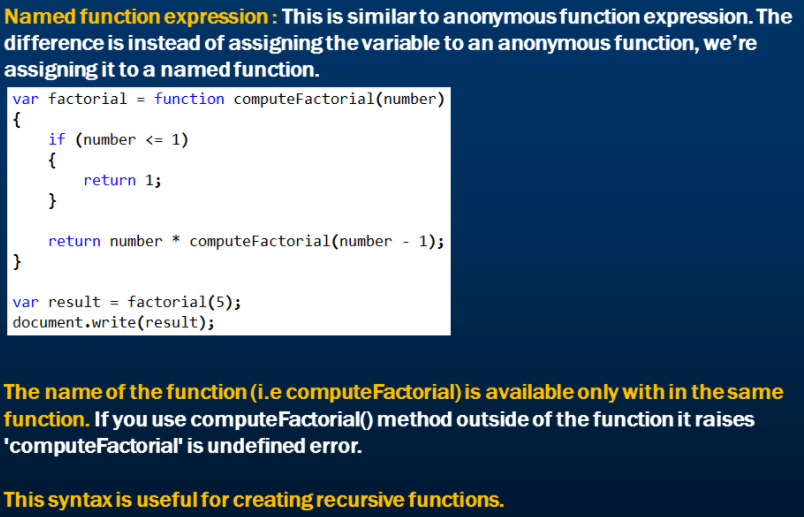 Named function expression : This is similar to anonymous function expression. The
difference is instead of assigning the variable to an anonymous function, we're
assigning it to a named function.
var factorial = function computeFactorial(number)
{
    if (number <= 1)
    {
        return 1;
    }

    return number * computeFactorial(number - 1);
}

var result = factorial(5);
document.write(result);
The name of the function (i.e computeFactorial) is available only with in the same
function. If you use computeFactorial() method outside of the function it raises
'computeFactorial' is undefined error.
This syntax is useful for creating recursive functions.